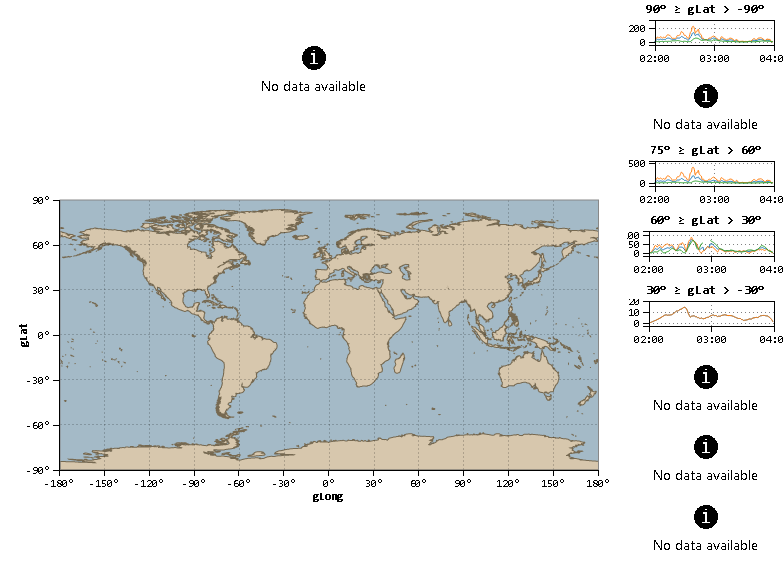 i
No data available
90°
60°
30°
0°
-30°
-60°
-90°
gLat
-180° -150° -120° -90° -60° -30° 0° 30° 60° 90° 120° 150° 180°
gLong
90° ≥ gLat > -90°
200
0
02:00 03:00 04:0
i
No data available
75° ≥ gLat > 60°
500
0
02:00 03:00 04:0
60° ≥ gLat > 30°
00
50
0
02:00 03:00 04:0
30° ≥ gLat > -30°
20
10
0
02:00 03:00 04:0
i
No data available
i
No data available
i
No data available